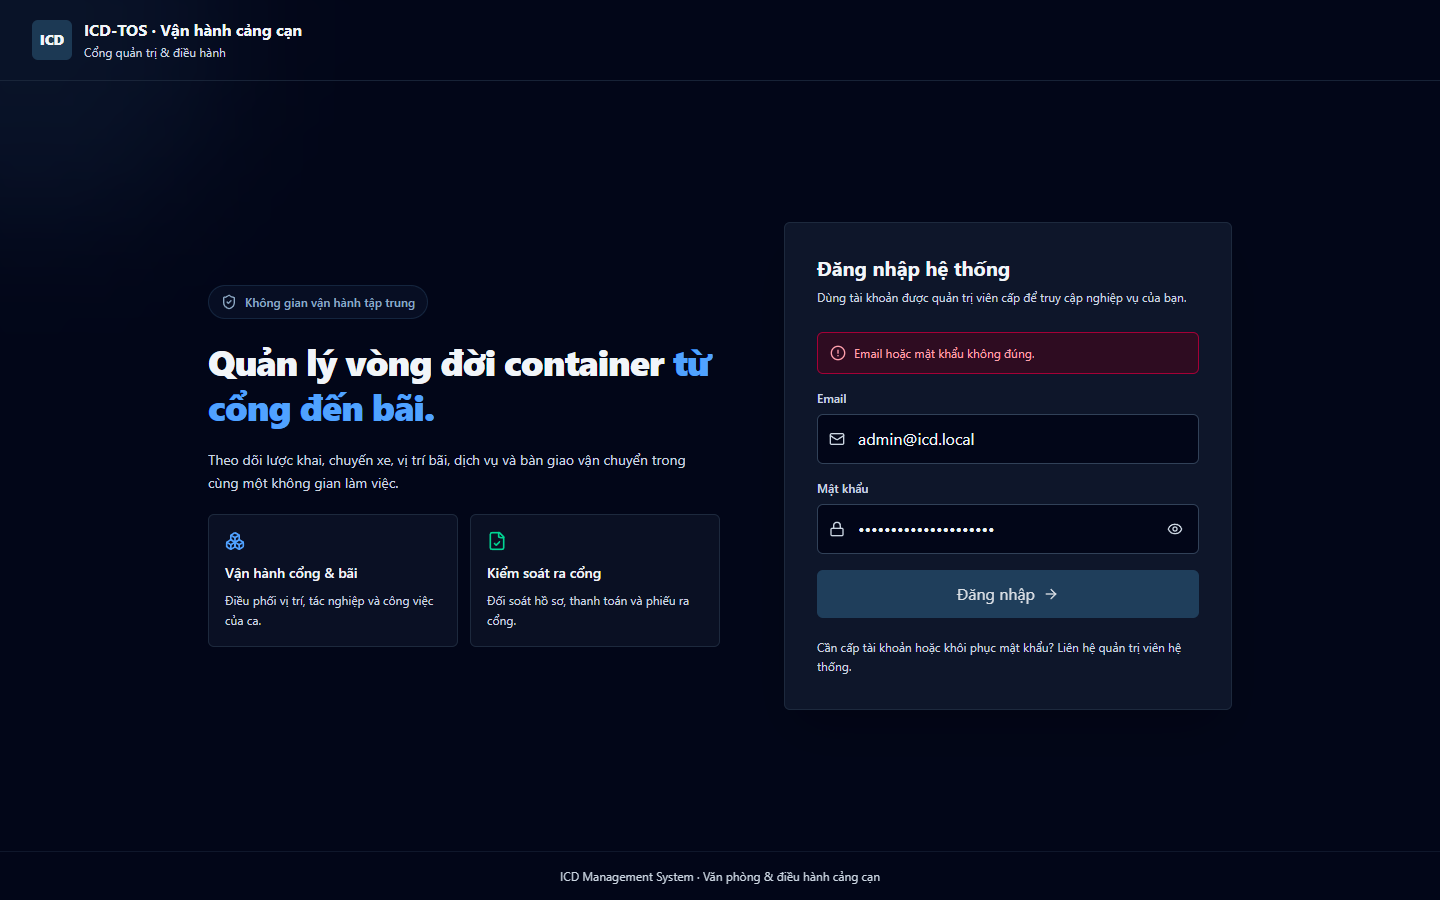 ICD
ICD-TOS · Vận hành cảng cạn
Cổng quản trị & điều hành
Không gian vận hành tập trung
Quản lý vòng đời container từ
cổng đến bãi.
Theo dõi lược khai, chuyến xe, vị trí bãi, dịch vụ và bàn giao vận chuyển trong
cùng một không gian làm việc.
Vận hành cổng & bãi
Điều phối vị trí, tác nghiệp và công việc
của ca.
Kiểm soát ra cổng
Đối soát hồ sơ, thanh toán và phiếu ra
cổng.
Đăng nhập hệ thống
Dùng tài khoản được quản trị viên cấp để truy cập nghiệp vụ của bạn.
Email hoặc mật khẩu không đúng.
Email
admin@icd.local
Mật khẩu
Đăng nhập
Cần cấp tài khoản hoặc khôi phục mật khẩu? Liên hệ quản trị viên hệ
thống.
ICD Management System · Văn phòng & điều hành cảng cạn